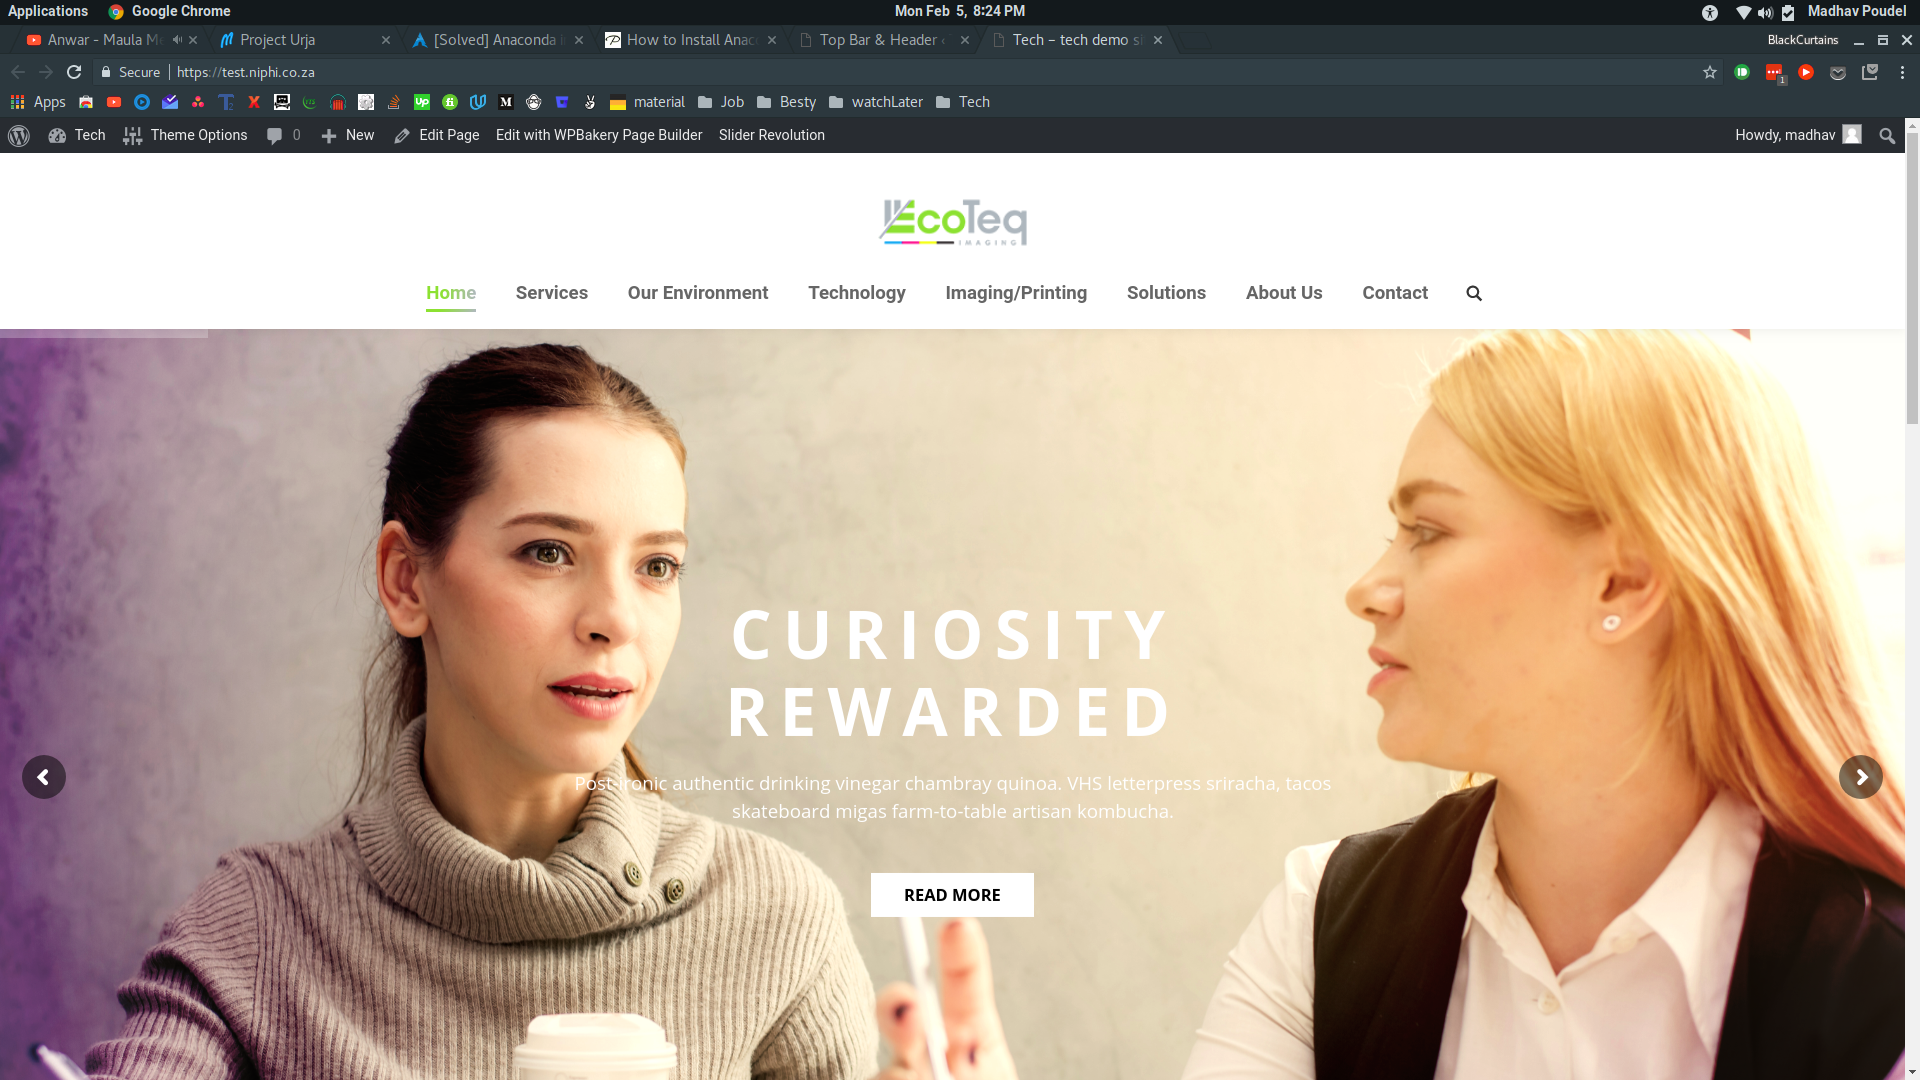 Applications Google Chrome Mon Feb 5, 8:24 PM Madhav Poudel
Anwar - Maula M Project Urja [Solved] Anaconda i How to Install Anac Top Bar & Header ‹ Tech – tech demo si BlackCurtains
Secure https://test.niphi.co.za 1
Apps material Job Besty watchLater Tech
Tech Theme Options 0 New Edit Page Edit with WPBakery Page Builder Slider Revolution Howdy, madhav
EcoTeq
IMAGING
Home Services Our Environment Technology Imaging/Printing Solutions About Us Contact
CURIOSITY
REWARDED
Post-ironic authentic drinking vinegar chambray quinoa. VHS letterpress sriracha, tacos
skateboard migas farm-to-table artisan kombucha.
READ MORE